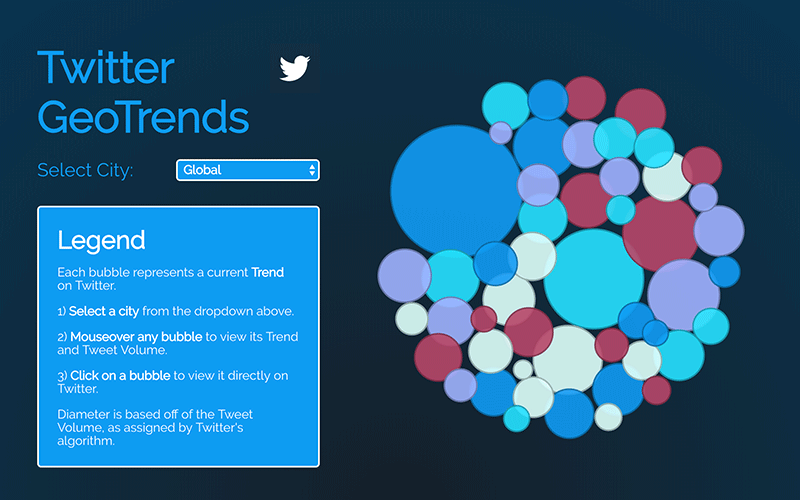 Twitter
GeoTrends
Select City:
Global
Legend
Each bubble represents a current Trend
on Twitter.
1) Select a city from the dropdown above.
2) Mouseover any bubble to view its Trend
and Tweet Volume.
3) Click on a bubble to view it directly on
Twitter.
Diameter is based off of the Tweet
Volume, as assigned by Twitter's
algorithm.